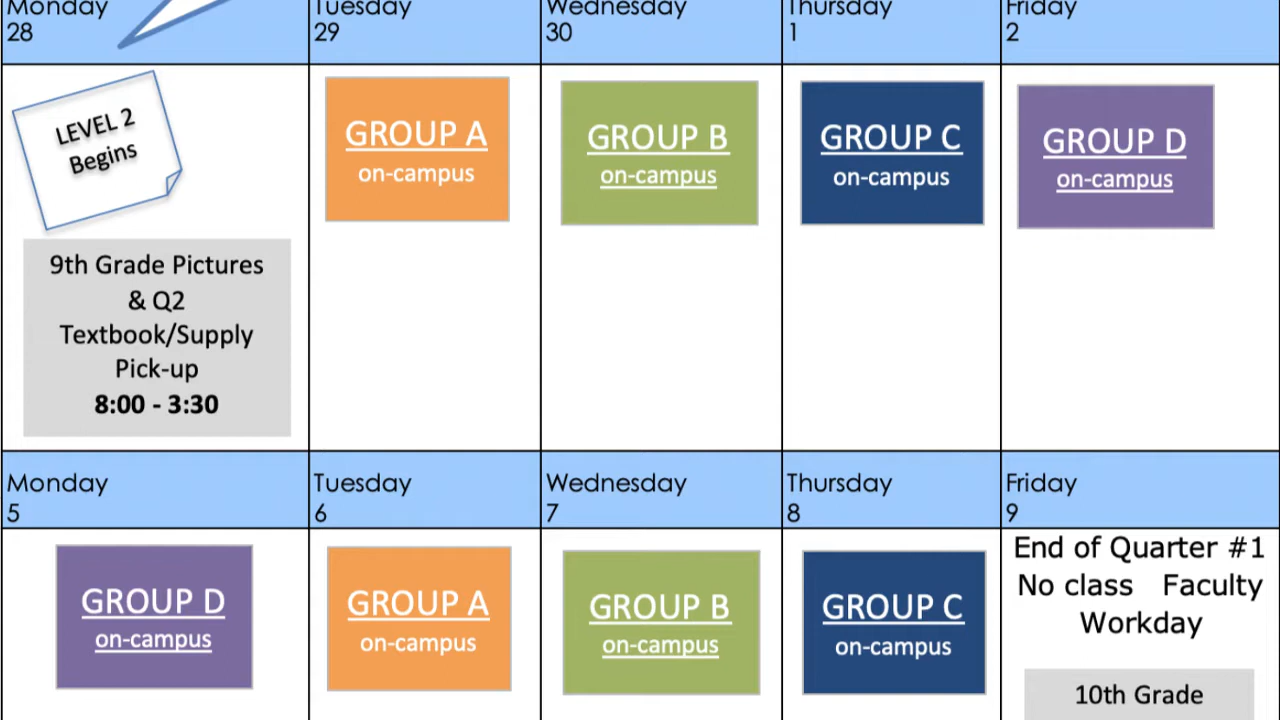 Monday
28
Tuesday
29
Wednesday
30
Thursday
1
Friday
2
LEVEL 2
Begins
9th Grade Pictures
& Q2
Textbook/Supply
Pick-up
8:00 - 3:30
GROUP A
on-campus
GROUP B
on-campus
GROUP C
on-campus
GROUP D
on-campus
Monday
5
Tuesday
6
Wednesday
7
Thursday
8
Friday
9
GROUP D
on-campus
GROUP A
on-campus
GROUP B
on-campus
GROUP C
on-campus
End of Quarter #1
No class Faculty
Workday
10th Grade